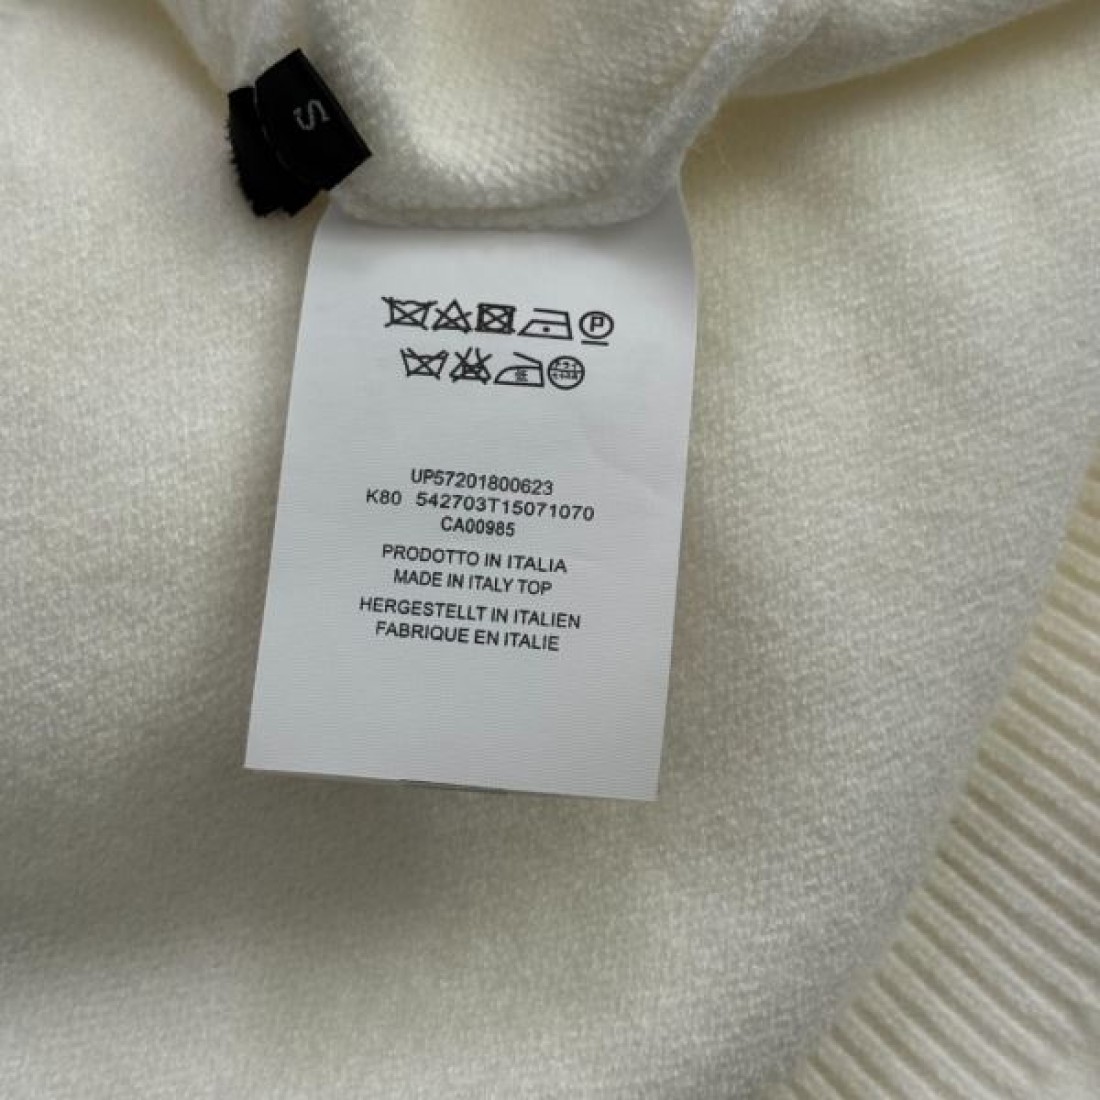 S
P
UP57201800623
K80 542703T15071070
CA00985
PRODOTTO IN ITALIA
MADE IN ITALY TOP
HERGESTELLT IN ITALIEN
FABRIQUE EN ITALIE